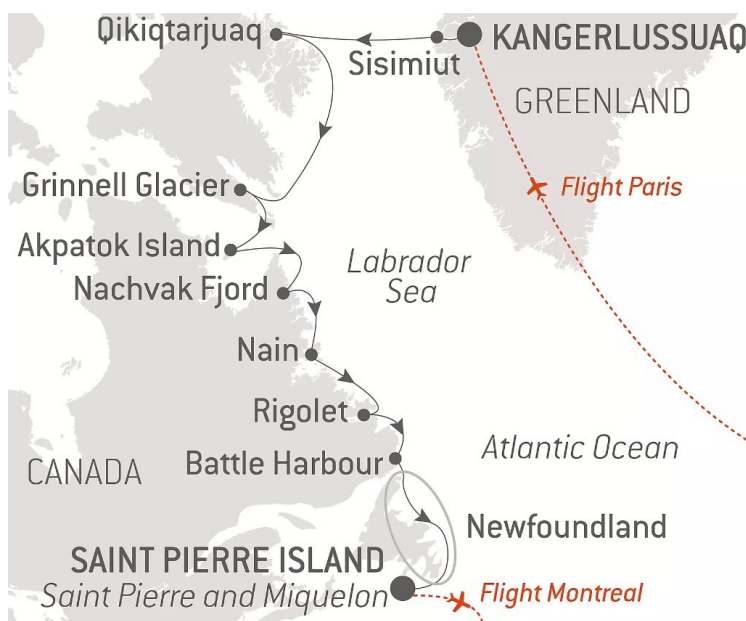 Qikiqtarjuaq
KANGERLUSSUAQ
Sisimiut
GREENLAND
Grinnell Glacier
Flight Paris
Akpatok Island
Labrador
Sea
Nachvak Fjord
Nain
Rigolet
Atlantic Ocean
Battle Harbour
CANADA
Newfoundland
SAINT PIERRE ISLAND
Saint Pierre and Miquelon
Flight Montreal